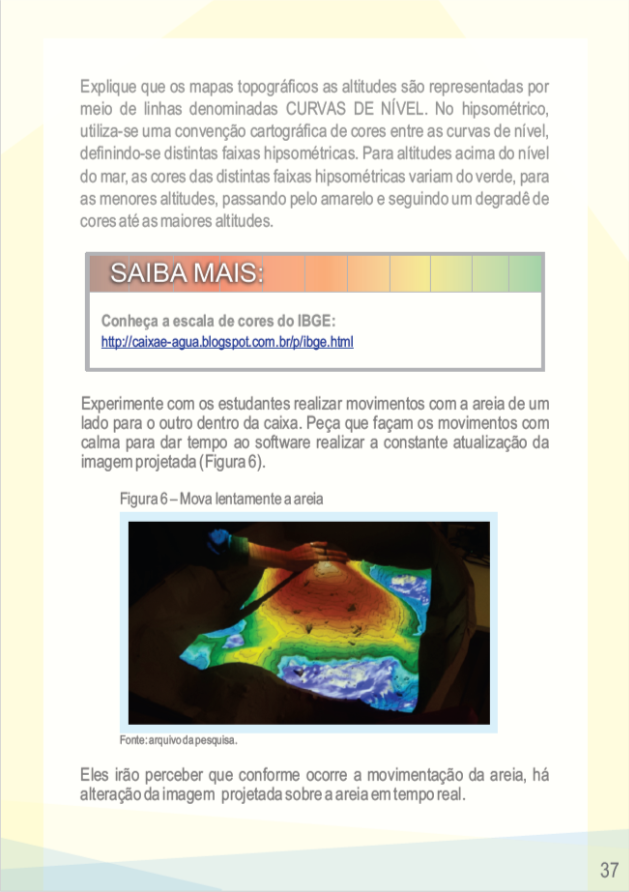 Explique que os mapas topográficos as altitudes são representadas por
meio de linhas denominadas CURVAS DE NÍVEL. No hipsométrico,
utiliza-se uma convenção cartográfica de cores entre as curvas de nível,
definindo-se distintas faixas hipsométricas. Para altitudes acima do nível
do mar, as cores das distintas faixas hipsométricas variam do verde, para
as menores altitudes, passando pelo amarelo e seguindo um degradê de
cores até as maiores altitudes.
SAIBA MAIS:
Conheça a escala de cores do IBGE:
http://caixae-agua.blogspot.com.br/p/ibge.html
Experimente com os estudantes realizar movimentos com a areia de um
lado para o outro dentro da caixa. Peça que façam os movimentos com
calma para dar tempo ao software realizar a constante atualização da
imagem projetada (Figura 6).
Figura 6 – Mova lentamente a areia
Fonte: arquivo da pesquisa.
Eles irão perceber que conforme ocorre a movimentação da areia, há
alteração da imagem projetada sobre a areia em tempo real.
37